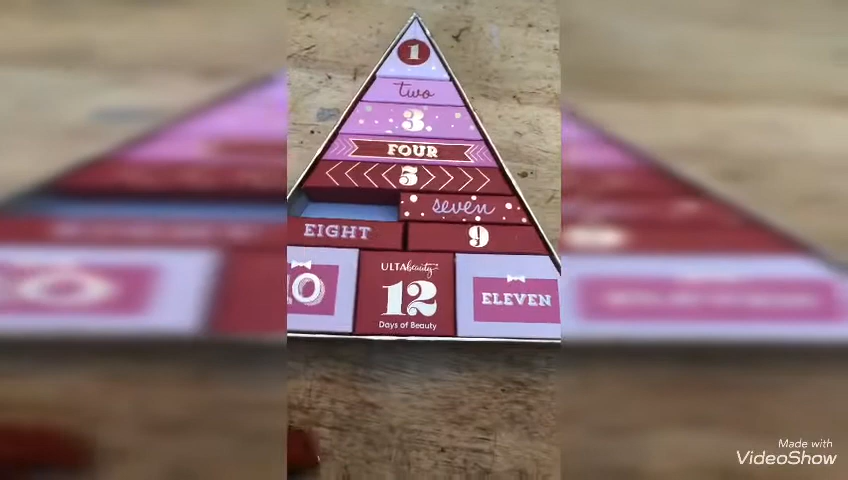 1
two
3
FOUR
5
seven
EIGHT
9
10
ULTA beauty
12
Days of Beauty
ELEVEN
Made with
VideoShow